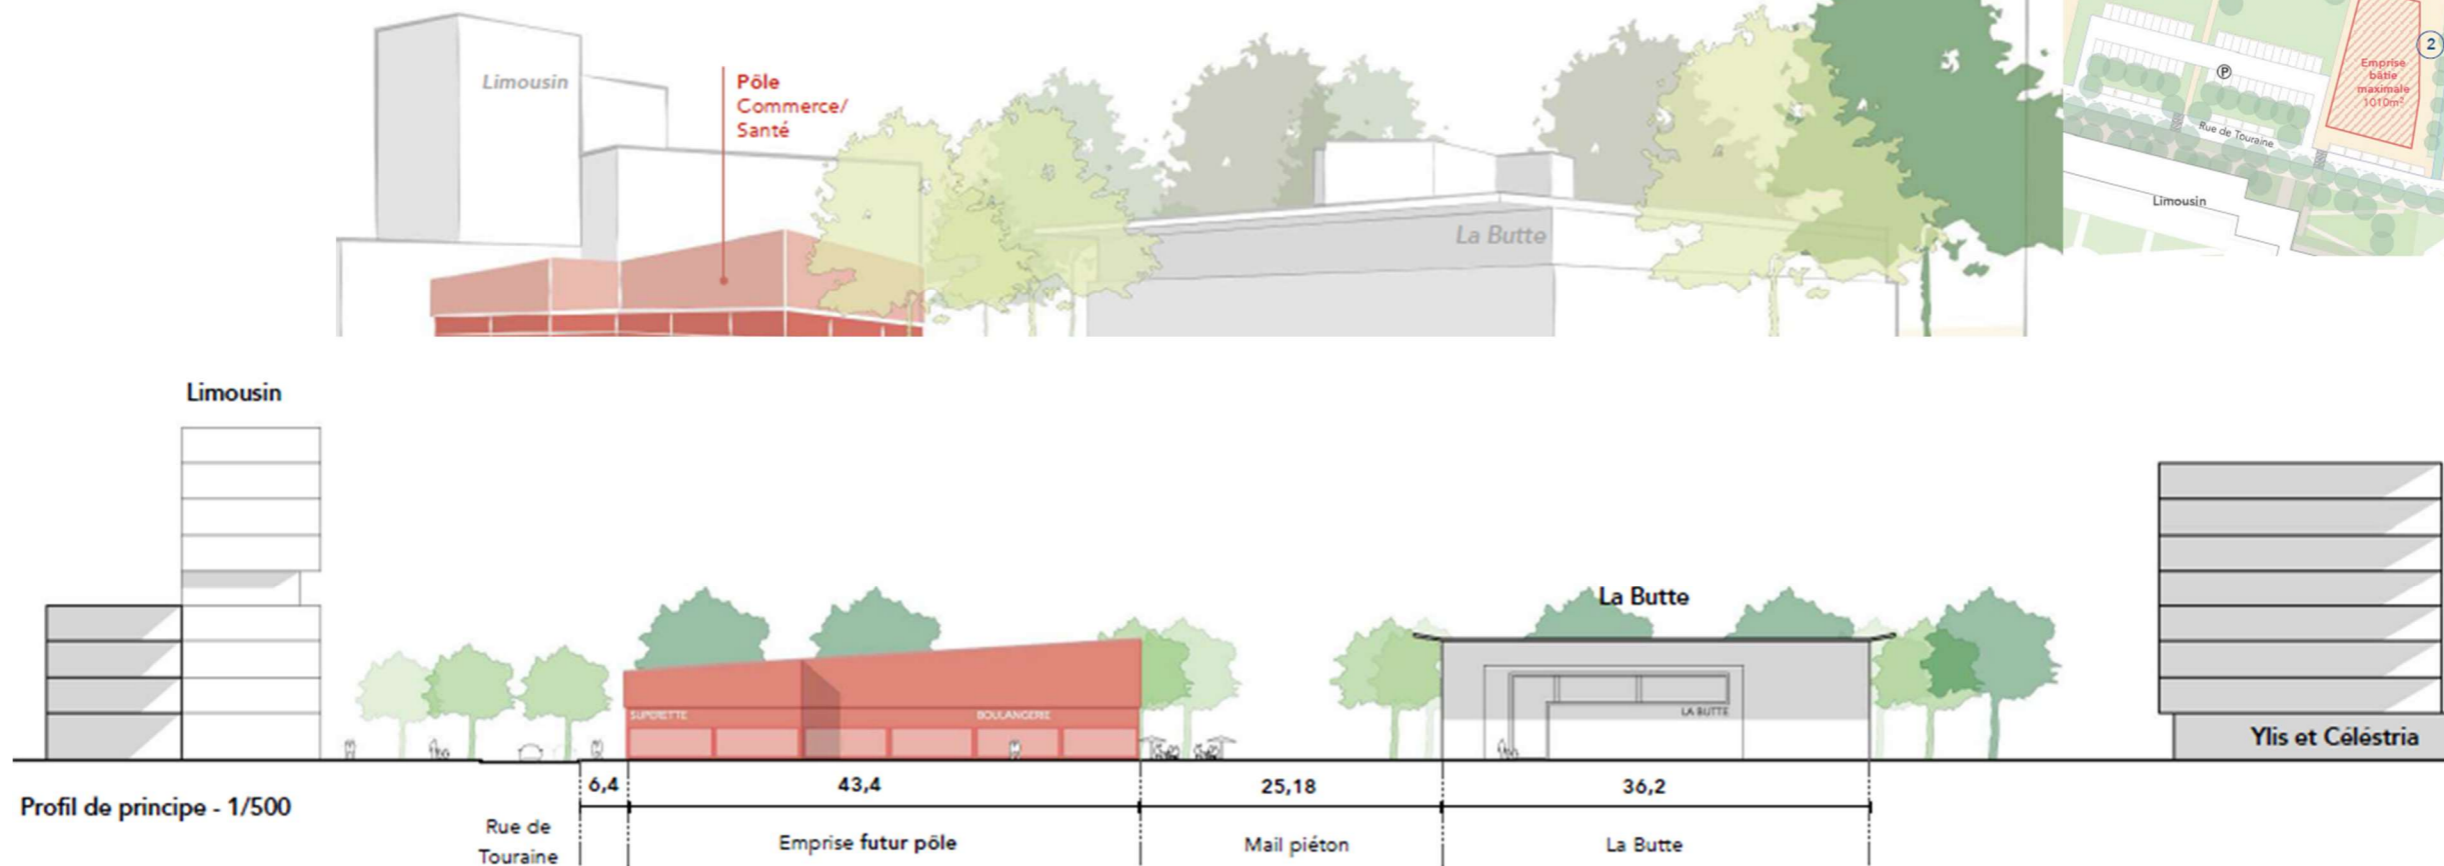 Limousin
Pôle
Commerce/
Santé
La Butte
2
Emprise
bâtie
maximale
1010m²
P
Rue de Touraine
Limousin
Limousin
La Butte
SUPERETTE
BOULANGERIE
LA BUTTE
Ylis et Céléstria
6,4
43,4
25,18
36,2
Profil de principe - 1/500
Rue de
Touraine
Emprise futur pôle
Mail piéton
La Butte